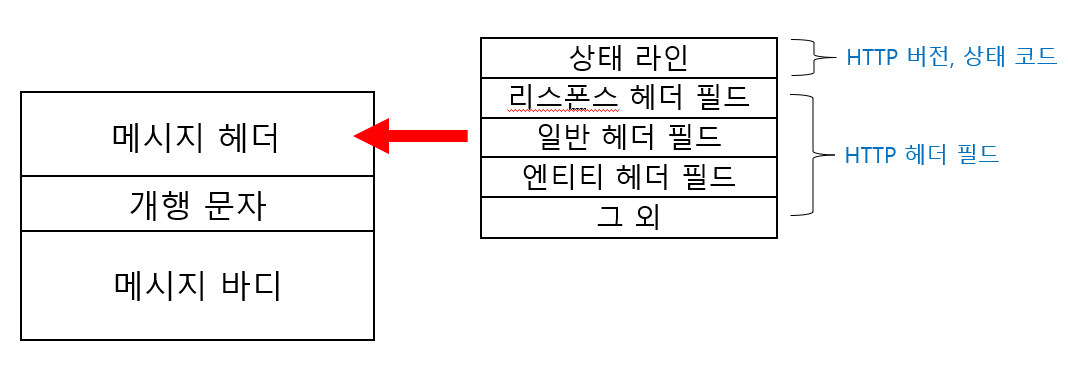 메시지 헤더
개행 문자
메시지 바디
상태 라인
리스폰스 헤더 필드
일반 헤더 필드
엔티티 헤더 필드
그 외
HTTP 버전, 상태 코드
HTTP 헤더 필드